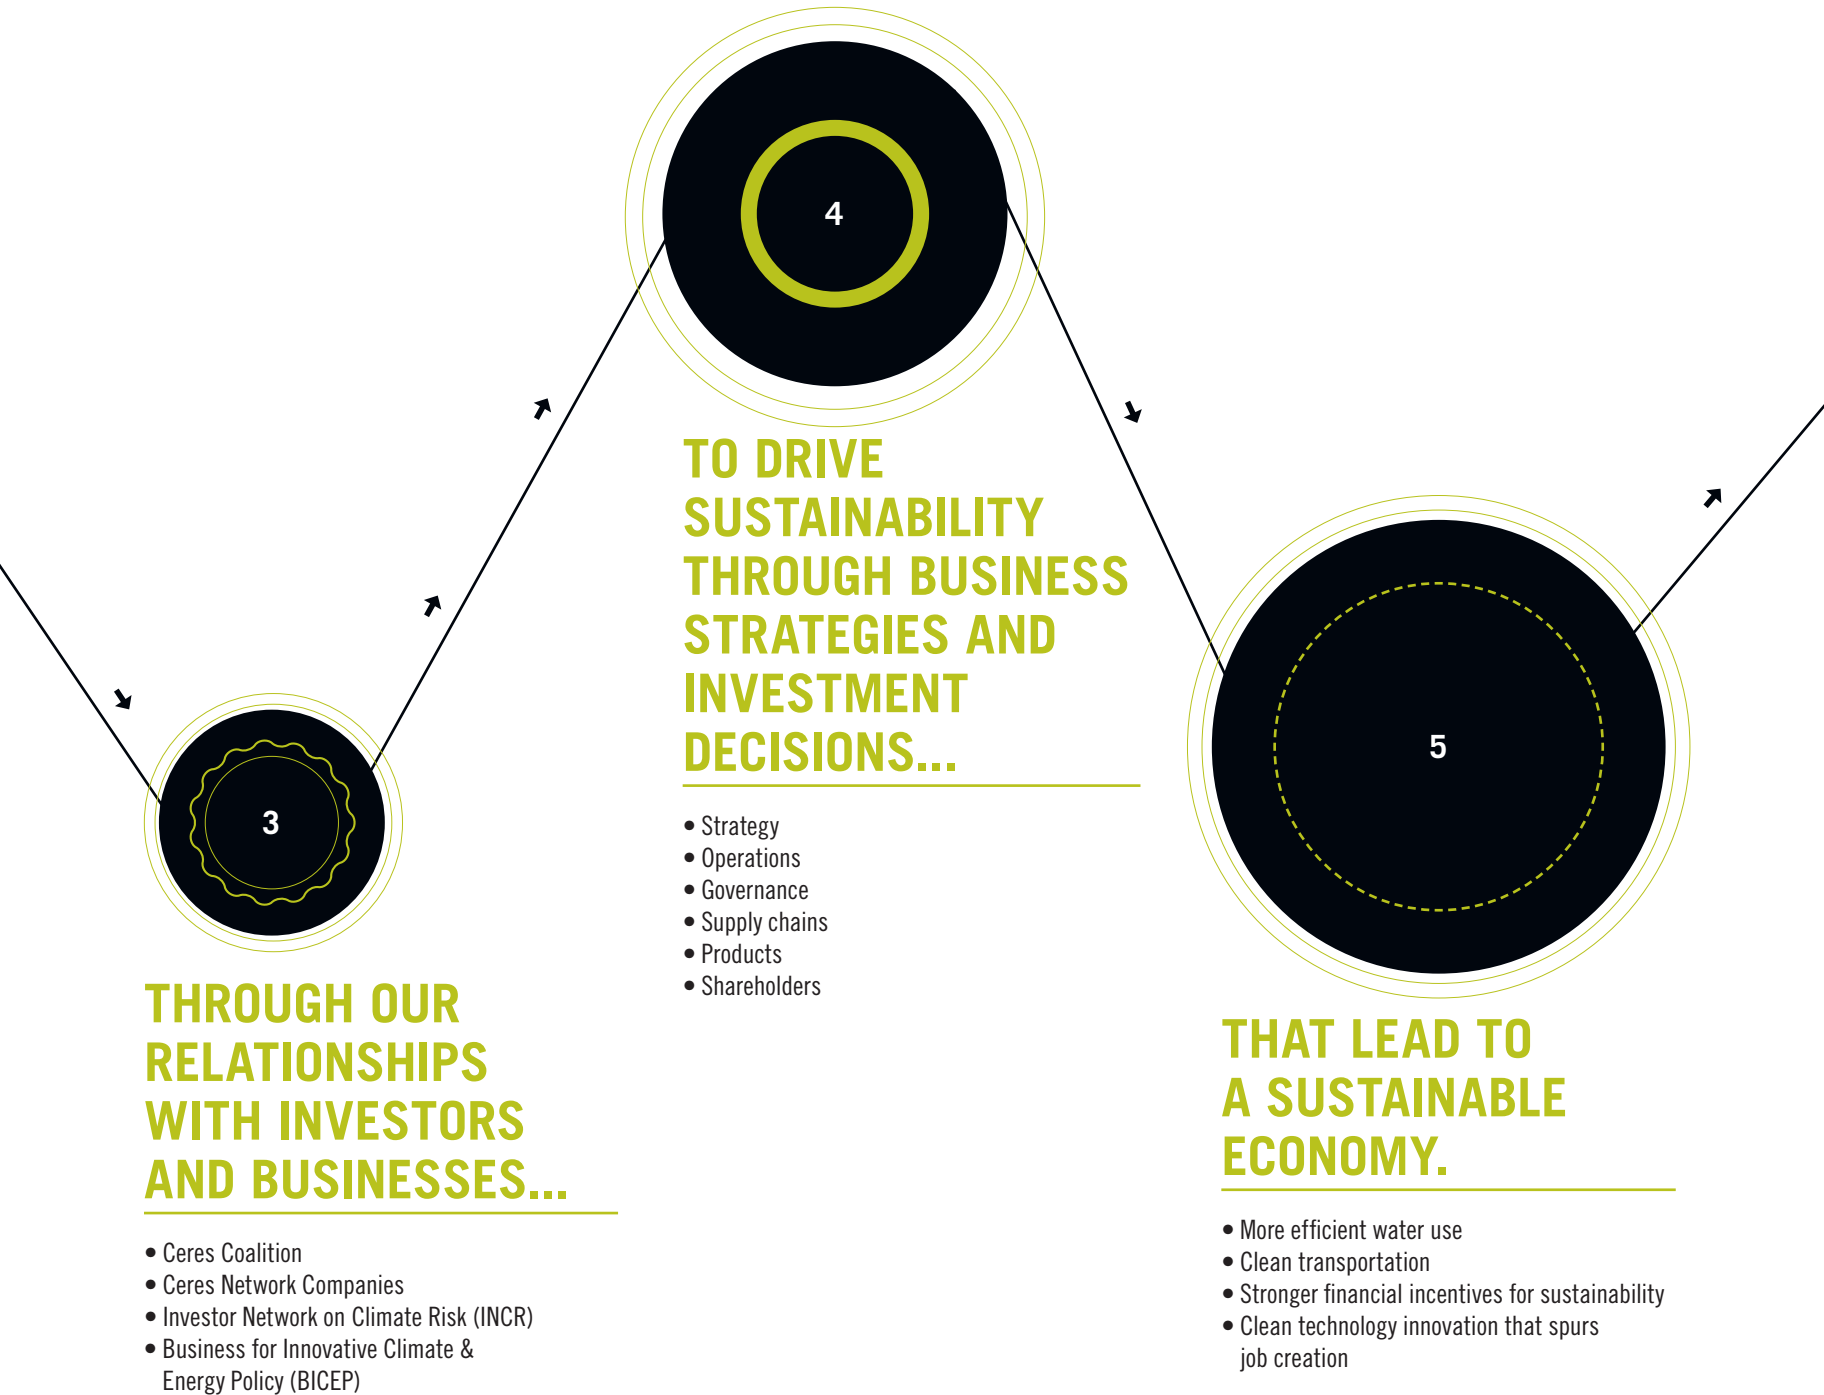 3
THROUGH OUR
RELATIONSHIPS
WITH INVESTORS
AND BUSINESSES...
• Ceres Coalition
• Ceres Network Companies
• Investor Network on Climate Risk (INCR)
• Business for Innovative Climate &
Energy Policy (BICEP)
4
TO DRIVE
SUSTAINABILITY
THROUGH BUSINESS
STRATEGIES AND
INVESTMENT
DECISIONS...
• Strategy
• Operations
• Governance
• Supply chains
• Products
• Shareholders
5
THAT LEAD TO
A SUSTAINABLE
ECONOMY.
• More efficient water use
• Clean transportation
• Stronger financial incentives for sustainability
• Clean technology innovation that spurs
job creation